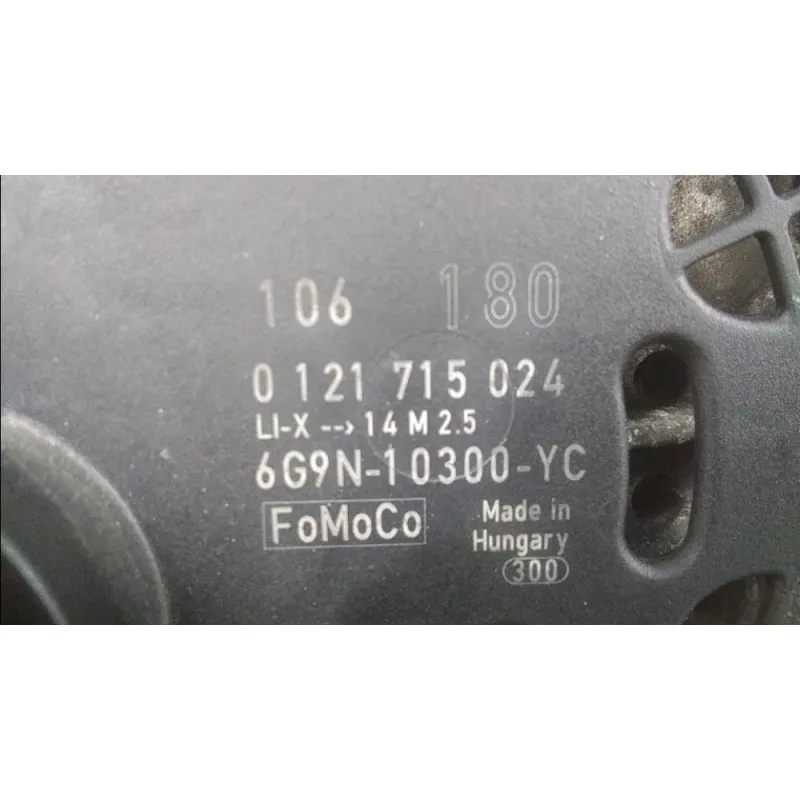 106 180
0 121 715 024
LI-X --› 14 M 2.5
6G9N-10300-YC
FoMoCo
Made in
Hungary
300